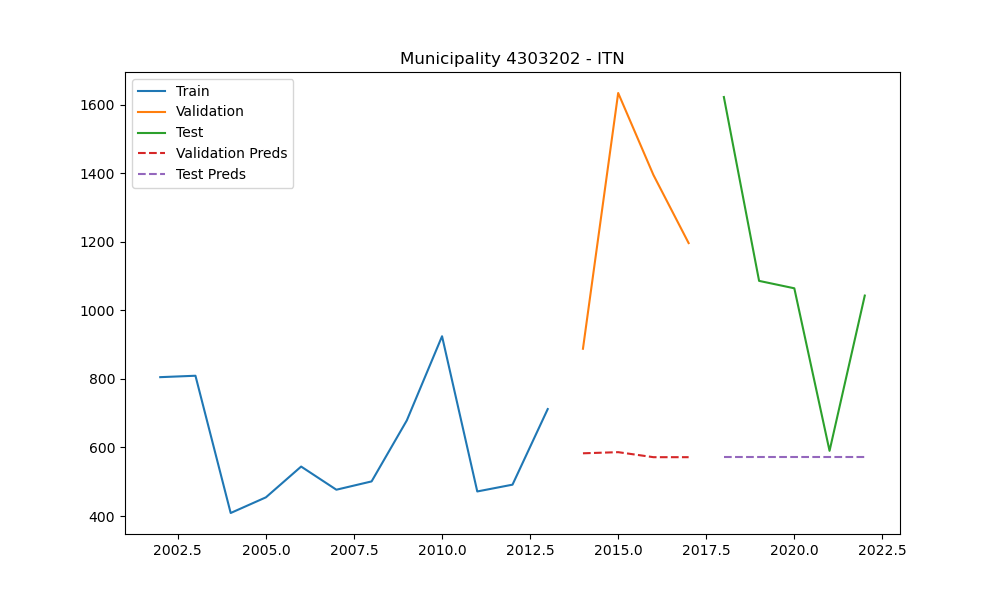 Municipality 4303202 - ITN
Train
Validation
Test
Validation Preds
Test Preds
1600
1400
1200
1000
800
600
400
2002.5 2005.0 2007.5 2010.0 2012.5 2015.0 2017.5 2020.0 2022.5